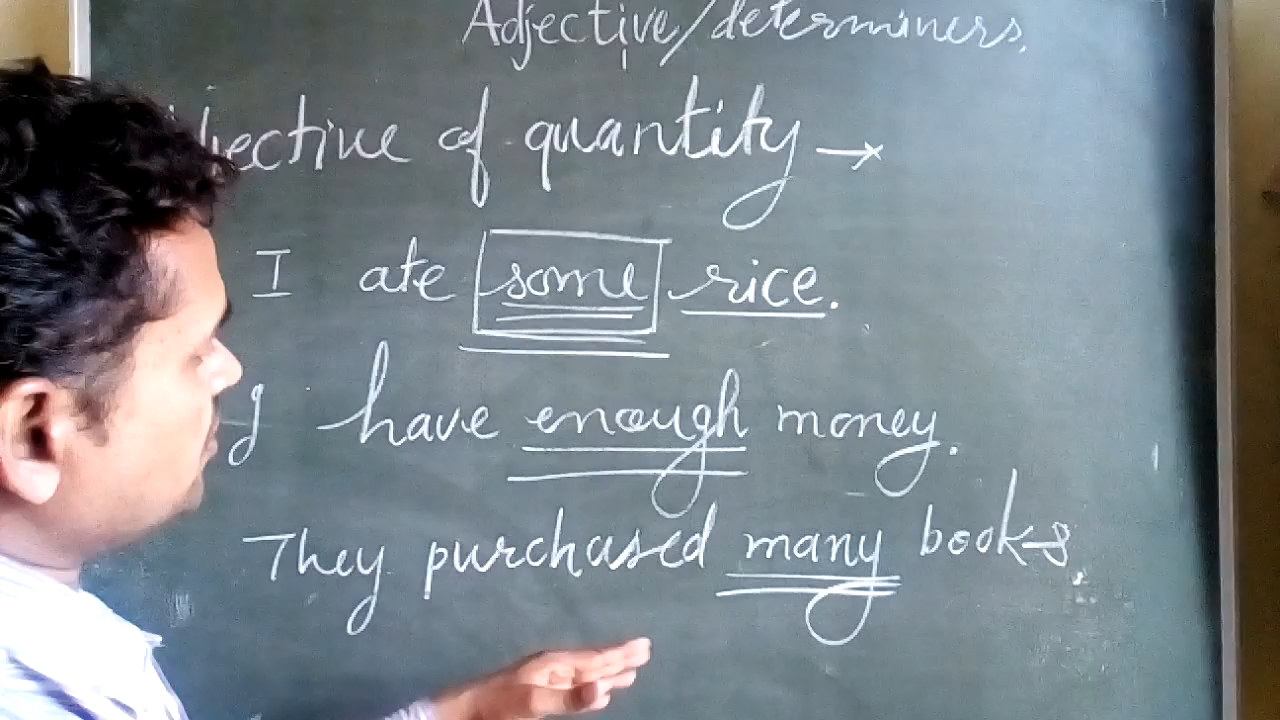 Adjective/determiners.
jective of quantity →
I ate some rice.
I have enough money.
They purchased many books.